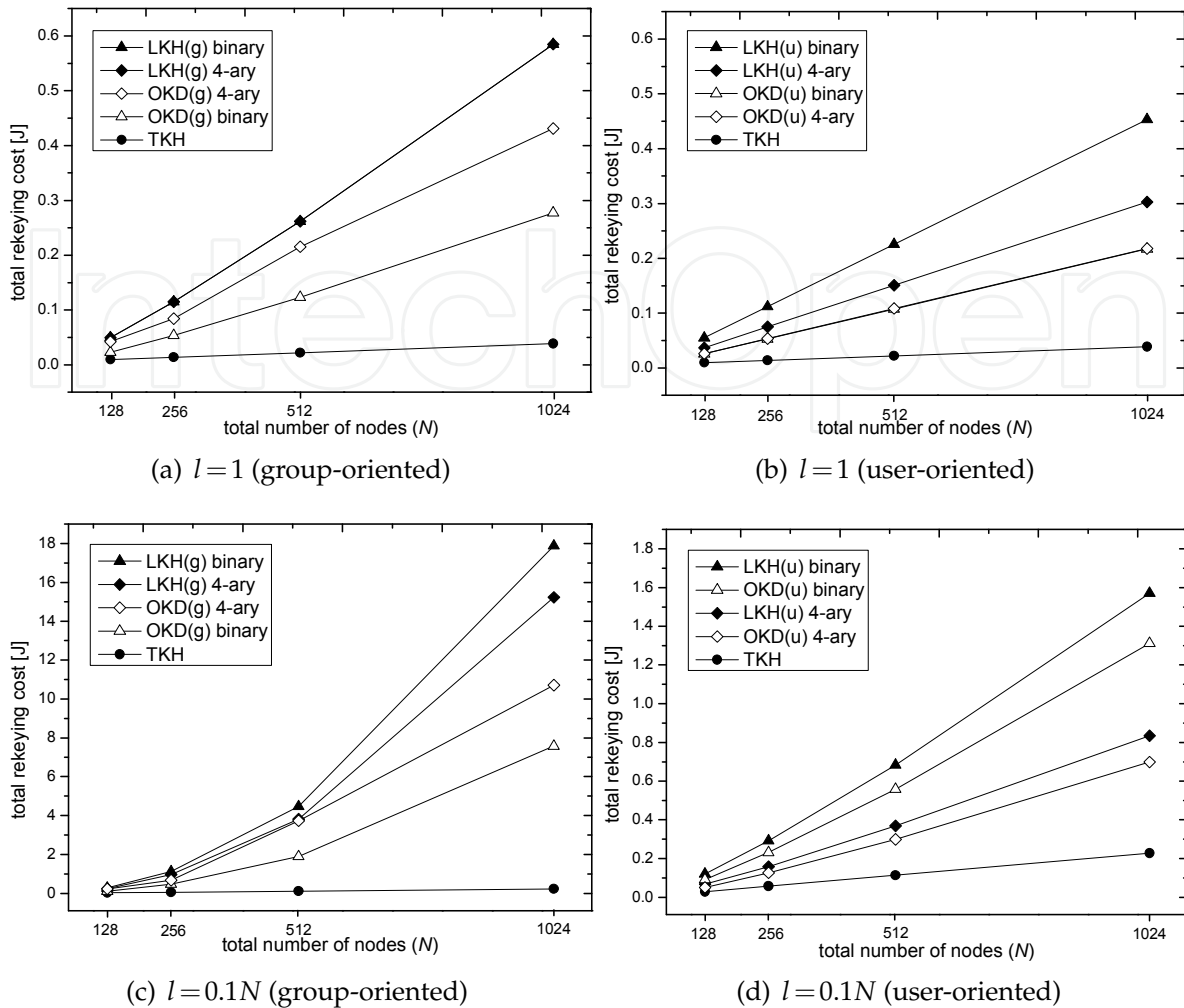 LKH(g) binary
LKH(g) 4-ary
OKD(g) 4-ary
OKD(g) binary
TKH
total rekeying cost [J]
0.6
0.5
0.4
0.3
0.2
0.1
0.0
128
256
512
1024
total number of nodes (N)
(a) l = 1 (group-oriented)
LKH(u) binary
LKH(u) 4-ary
OKD(u) binary
OKD(u) 4-ary
TKH
total rekeying cost [J]
0.6
0.5
0.4
0.3
0.2
0.1
0.0
128
256
512
1024
total number of nodes (N)
(b) l = 1 (user-oriented)
LKH(g) binary
LKH(g) 4-ary
OKD(g) 4-ary
OKD(g) binary
TKH
total rekeying cost [J]
18
16
14
12
10
8
6
4
2
0
128
256
512
1024
total number of nodes (N)
(c) l = 0.1N (group-oriented)
LKH(u) binary
OKD(u) binary
LKH(u) 4-ary
OKD(u) 4-ary
TKH
total rekeying cost [J]
1.8
1.6
1.4
1.2
1.0
0.8
0.6
0.4
0.2
0.0
128
256
512
1024
total number of nodes (N)
(d) l = 0.1N (user-oriented)
IntechOpen